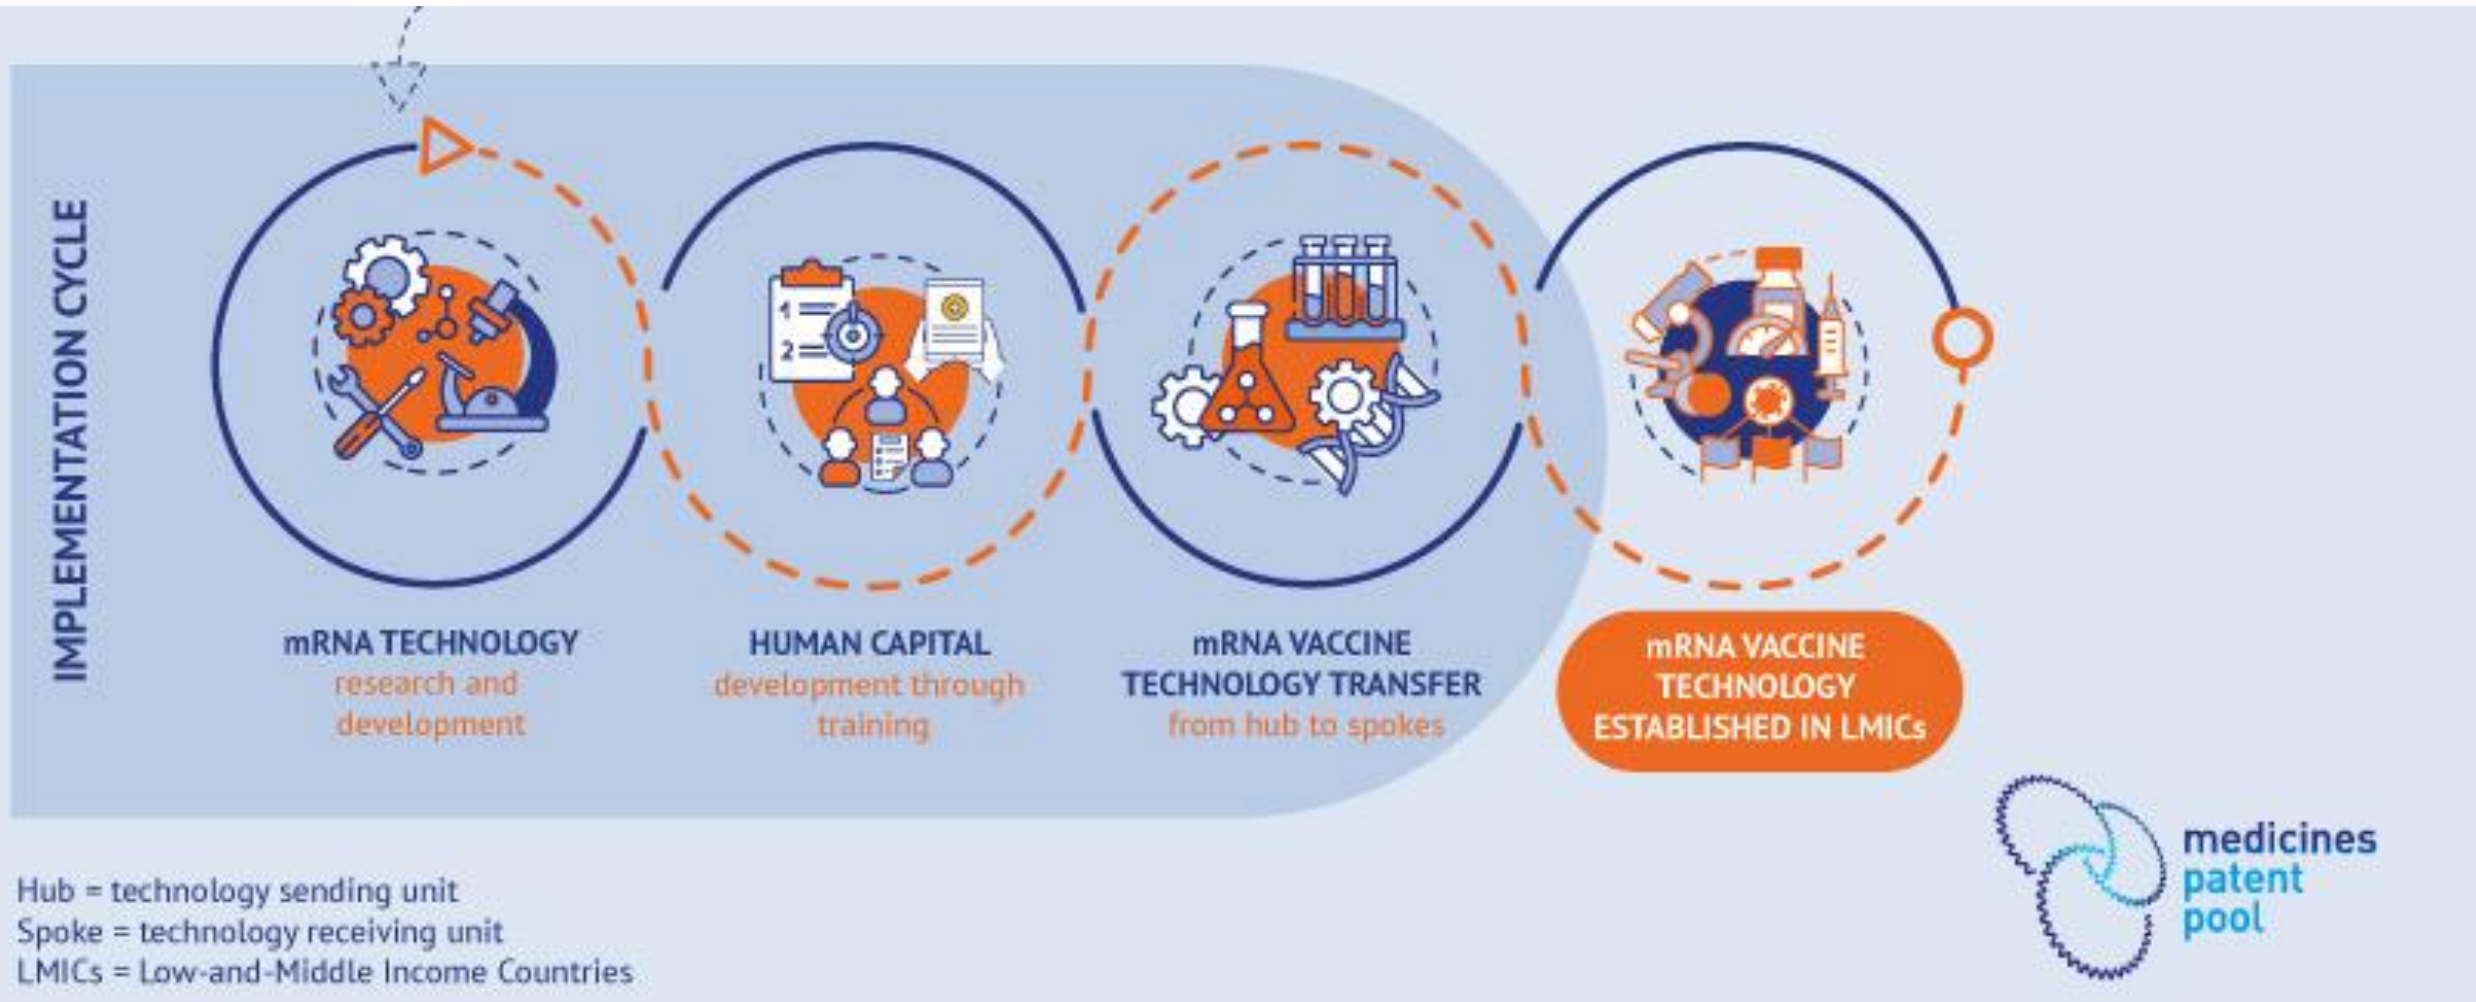 IMPLEMENTATION CYCLE
1
2
mRNA TECHNOLOGY
research and
development
HUMAN CAPITAL
development through
training
mRNA VACCINE
TECHNOLOGY TRANSFER
from hub to spokes
mRNA VACCINE
TECHNOLOGY
ESTABLISHED IN LMICs
Hub = technology sending unit
Spoke = technology receiving unit
LMICs = Low-and-Middle Income Countries
medicines
patent
pool